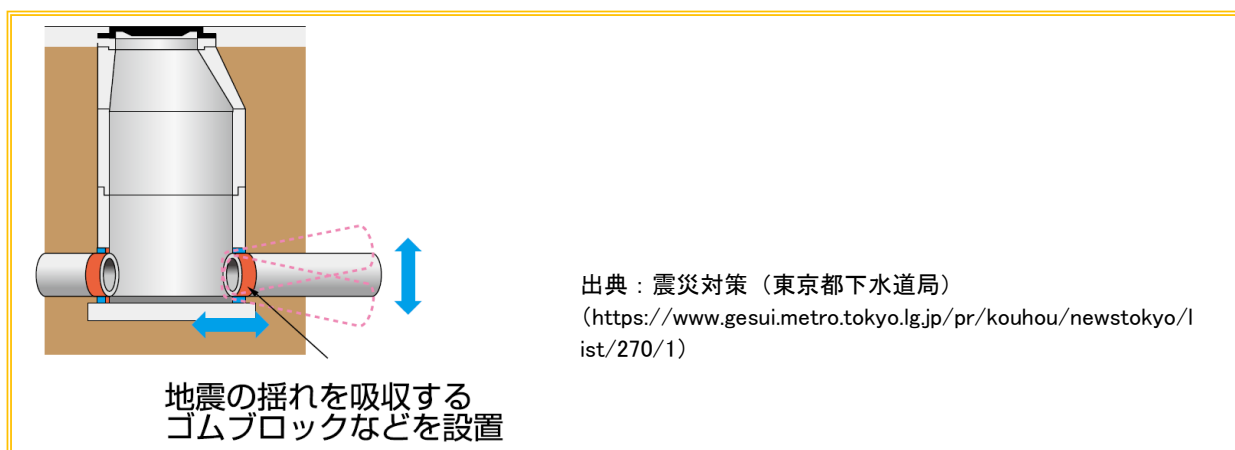 地震の揺れを吸収する
ゴムブロックなどを設置
出典：震災対策（東京都下水道局）
（https://www.gesui.metro.tokyo.lg.jp/pr/kouhou/newstokyo/l
ist/270/1）